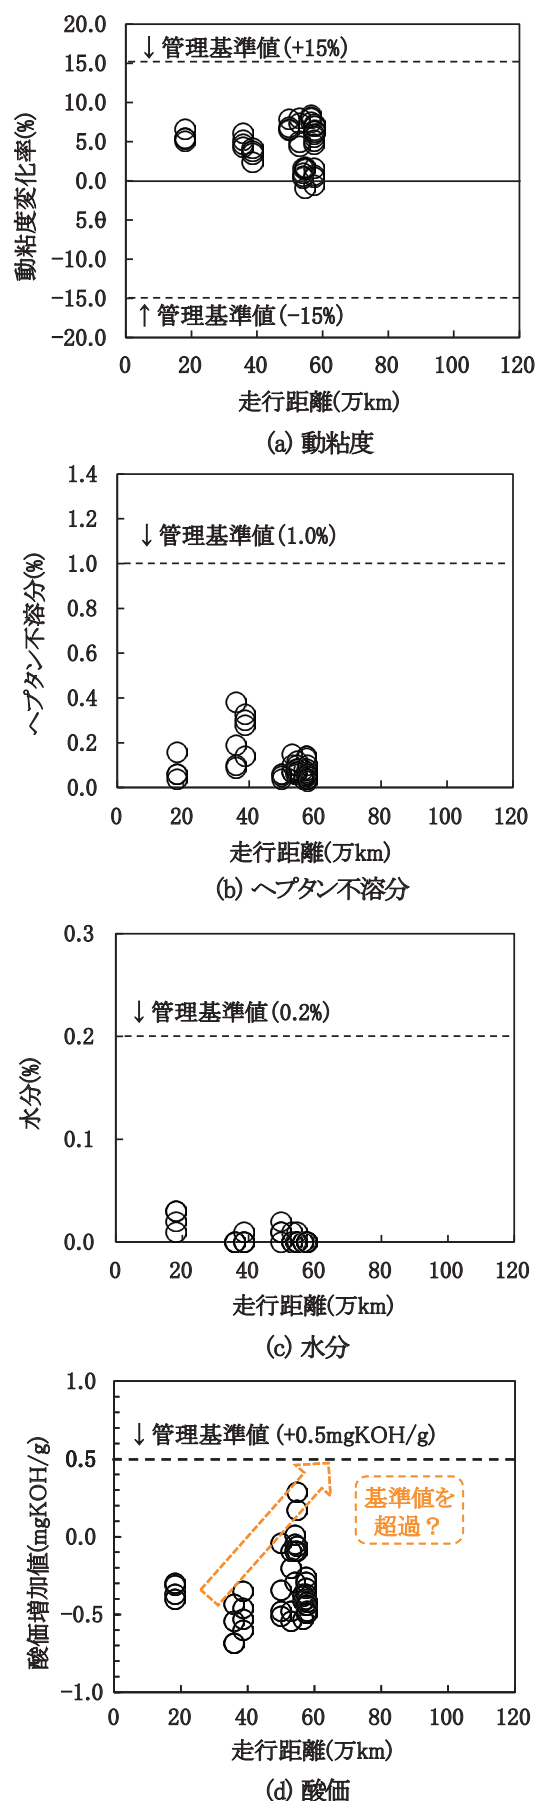 20.0
↓管理基準値(+15%)
15.0
10.0
5.0
0.0
5.0
−10.0
−15.0
↑管理基準値(−15%)
−20.0
動粘度変化率(%)
0 20 40 60 80 100 120
走行距離(万km)
(a) 動粘度
1.4
1.2
↓管理基準値(1.0%)
1.0
0.8
0.6
0.4
0.2
0.0
ヘプタン不溶分(%)
0 20 40 60 80 100 120
走行距離(万km)
(b) ヘプタン不溶分
0.3
↓管理基準値(0.2%)
0.2
0.1
0.0
水分(%)
0 20 40 60 80 100 120
走行距離(万km)
(c) 水分
1.0
↓管理基準値(+0.5mgKOH/g)
0.5
基準値を
超過？
0.0
−0.5
−1.0
酸価増加値(mgKOH/g)
0 20 40 60 80 100 120
走行距離(万km)
(d) 酸価